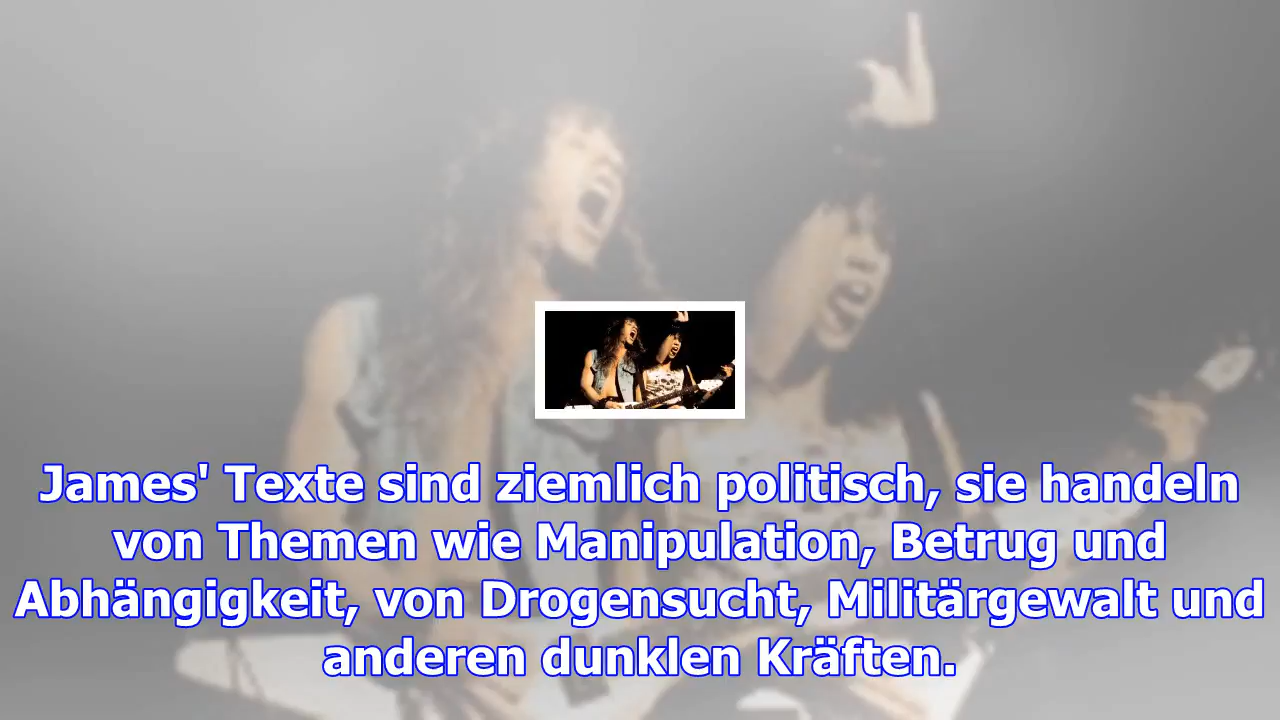 James' Texte sind ziemlich politisch, sie handeln
von Themen wie Manipulation, Betrug und
Abhängigkeit, von Drogensucht, Militärgewalt und
anderen dunklen Kräften.